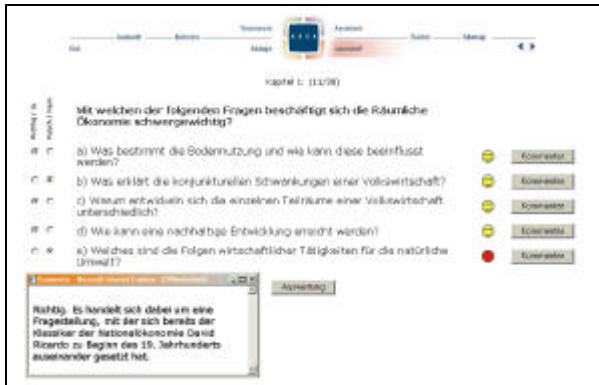 Kapitel 1: (11/38)
Mit welchen der folgenden Fragen beschäftigt sich die Räumliche
Ökonomie schwergewichtig?
a) Was bestimmt die Bodennutzung und wie kann diese beeinflusst
werden?
Kommentar
b) Was erklärt die konjunkturellen Schwankungen einer Volkswirtschaft?
Kommentar
c) Warum entwickeln sich die einzelnen Teilräume einer Volkswirtschaft
unterschiedlich?
Kommentar
d) Wie kann eine nachhaltige Entwicklung erreicht werden?
Kommentar
e) Welches sind die Folgen wirtschaftlicher Tätigkeiten für die natürliche
Umwelt?
Kommentar
Auswertung
Richtig. Es handelt sich dabei um eine
Fragestellung, mit der sich bereits der
Klassiker der Nationalökonomie David
Ricardo zu Beginn des 19. Jahrhunderts
auseinander gesetzt hat.